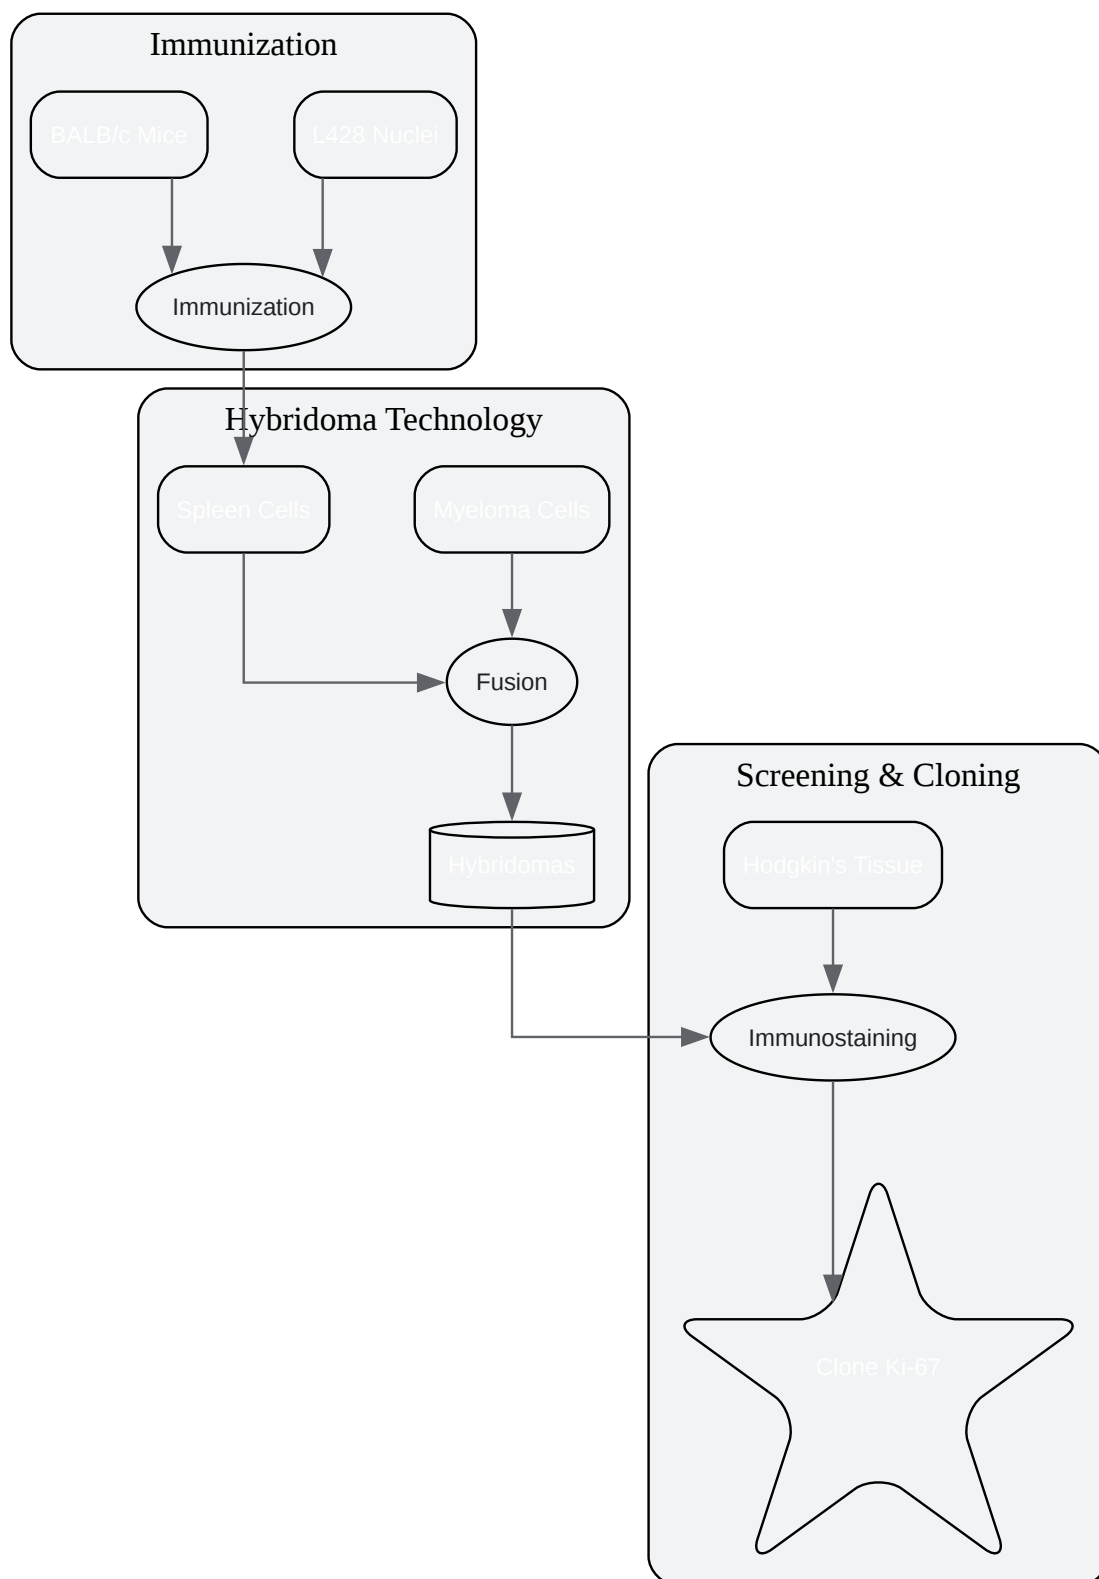 Immunization
BALB/c Mice
L428 Nuclei
Immunization
Hybridoma Technology
Spleen Cells
Myeloma Cells
Fusion
Hybridomas
Screening & Cloning
Hodgkin's Tissue
Immunostaining
Clone Ki-67